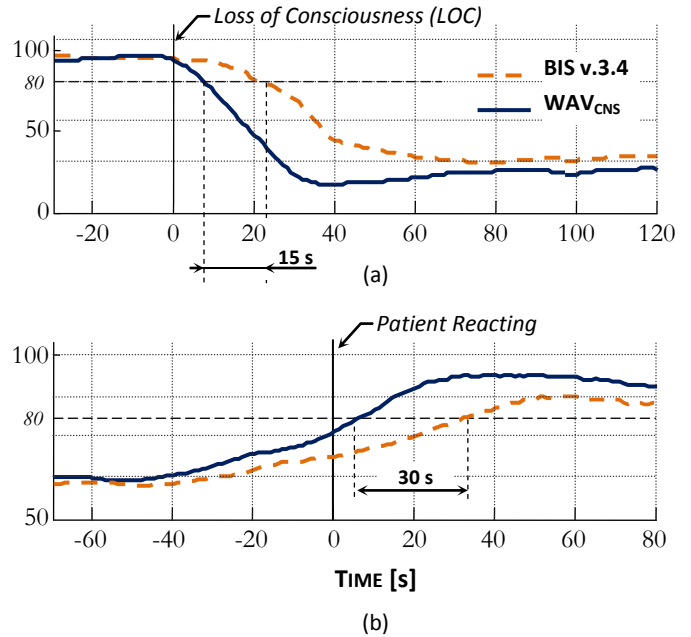 Loss of Consciousness (LOC)
100
80
50
0
BIS v.3.4
WAVCNS
-20 0 20 40 60 80 100 120
15 s
(a)
Patient Reacting
100
80
50
30 s
-60 -40 -20 0 20 40 60 80
TIME [s]
(b)